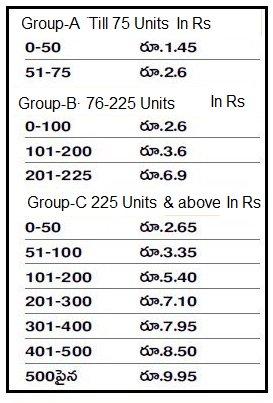 Group-A Till 75 Units In Rs
0-50 రూ.1.45
51-75 రూ.2.6
Group-B· 76-225 Units In Rs
0-100 రూ.2.6
101-200 రూ.3.6
201-225 రూ.6.9
Group-C 225 Units & above In Rs
0-50 రూ.2.65
51-100 రూ.3.35
101-200 రూ.5.40
201-300 రూ.7.10
301-400 రూ.7.95
401-500 రూ.8.50
500పైన రూ.9.95